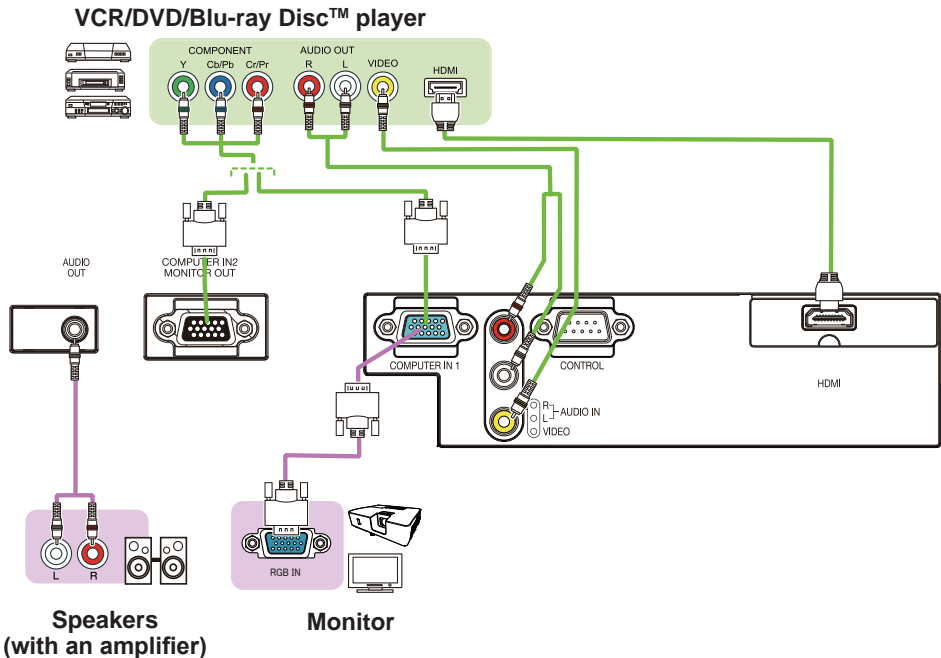 VCR/DVD/Blu-ray Disc™ player
COMPONENT
AUDIO OUT
Y
Cb/Pb
Cr/Pr
R
L
VIDEO
HDMI
AUDIO
OUT
COMPUTER IN2
MONITOR OUT
COMPUTER IN 1
CONTROL
HDMI
R
L
AUDIO IN
VIDEO
L
R
RGB IN
Speakers
(with an amplifier)
Monitor